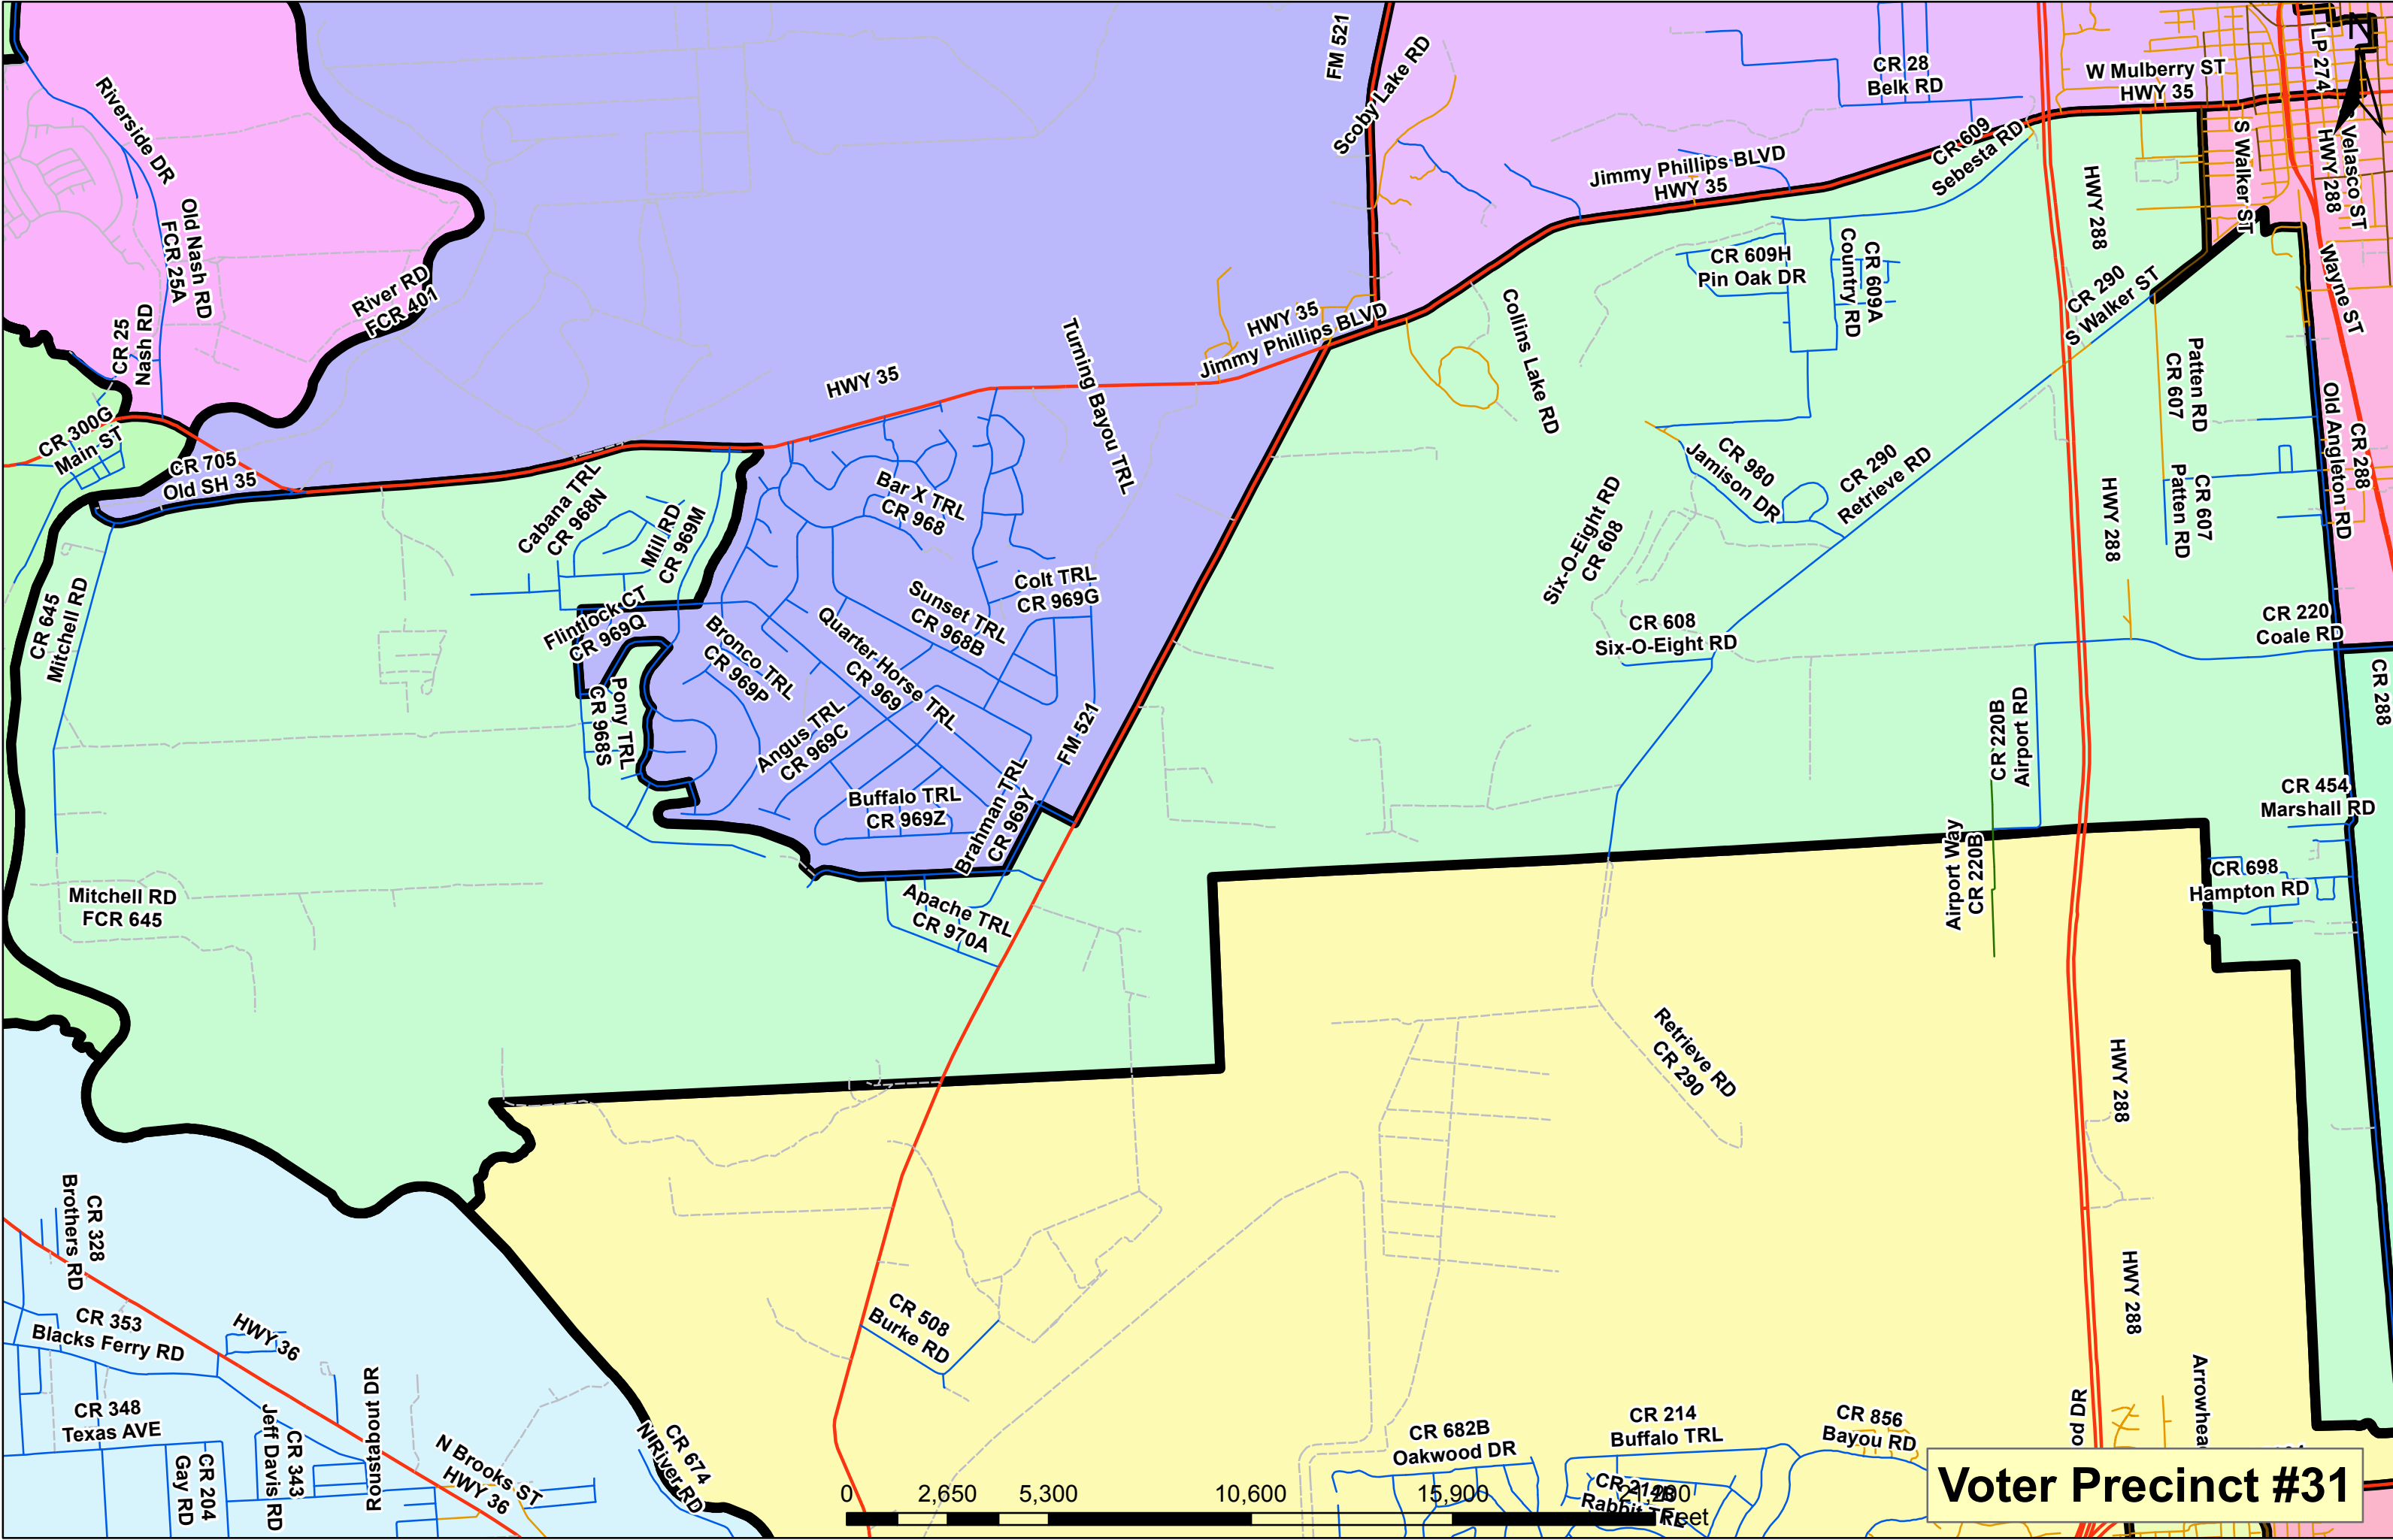 FM 521
Scoby Lake RD
CR 28
Belk RD
W Mulberry ST
HWY 35
LP 274
Riverside DR
Old Nash RD
FCR 25A
CR 25
Nash RD
River RD
FCR 401
Jimmy Phillips BLVD
HWY 35
CR 609
Sebesta RD
HWY 288
S Walker ST
HWY 288
Velasco ST
Wayne ST
CR 609H
Pin Oak DR
Country RD
CR 609A
CR 290
S Walker ST
HWY 35
HWY 35
Jimmy Phillips BLVD
Turning Bayou TRL
Collins Lake RD
Patten RD
CR 607
Old Angleton RD
CR 288
CR 300G
Main ST
CR 705
Old SH 35
Cabana TRL
CR 968N
Mill RD
CR 969M
Bar X TRL
CR 968
Six-O-Eight RD
CR 608
CR 980
Jamison DR
CR 290
Retrieve RD
HWY 288
CR 607
Patten RD
CR 645
Mitchell RD
Flintlock CT
CR 969Q
Bronco TRL
CR 969P
Quarter Horse TRL
CR 969
Sunset TRL
CR 968B
Colt TRL
CR 969G
CR 608
Six-O-Eight RD
CR 220
Coale RD
CR 288
Pony TRL
CR 968S
Angus TRL
CR 969C
FM 521
CR 220B
Airport RD
Buffalo TRL
CR 969Z
Brahman TRL
CR 969Y
CR 454
Marshall RD
Airport Way
CR 220B
CR 698
Hampton RD
Mitchell RD
FCR 645
Apache TRL
CR 970A
Retrieve RD
CR 290
HWY 288
CR 328
Brothers RD
CR 353
Blacks Ferry RD
HWY 36
CR 508
Burke RD
HWY 288
CR 348
Texas AVE
CR 204
Gay RD
CR 343
Jeff Davis RD
Ronstabout DR
N Brooks ST
HWY 36
CR 674
N River RD
CR 682B
Oakwood DR
CR 214
Buffalo TRL
CR 856
Bayou RD
CR 214B
Rabbit TRL
0 2,650 5,300 10,600 15,900 21,200
Feet
Voter Precinct #31